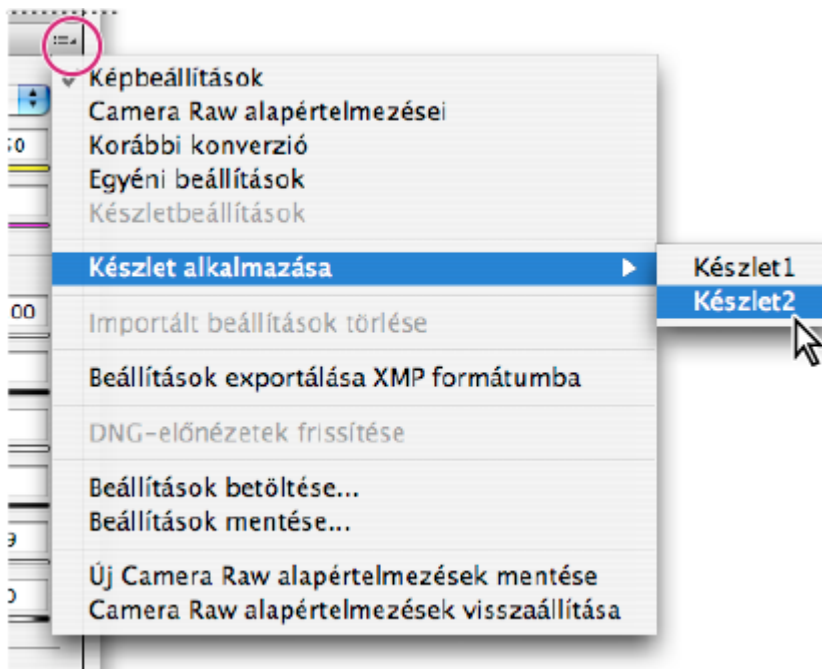 Képbeállítások
Camera Raw alapértelmezései
Korábbi konverzió
Egyéni beállítások
Készletbeállítások
Készlet alkalmazása
Készlet1
Készlet2
Importált beállítások törlése
Beállítások exportálása XMP formátumba
DNG-előnézetek frissítése
Beállítások betöltése...
Beállítások mentése...
Új Camera Raw alapértelmezések mentése
Camera Raw alapértelmezések visszaállítása